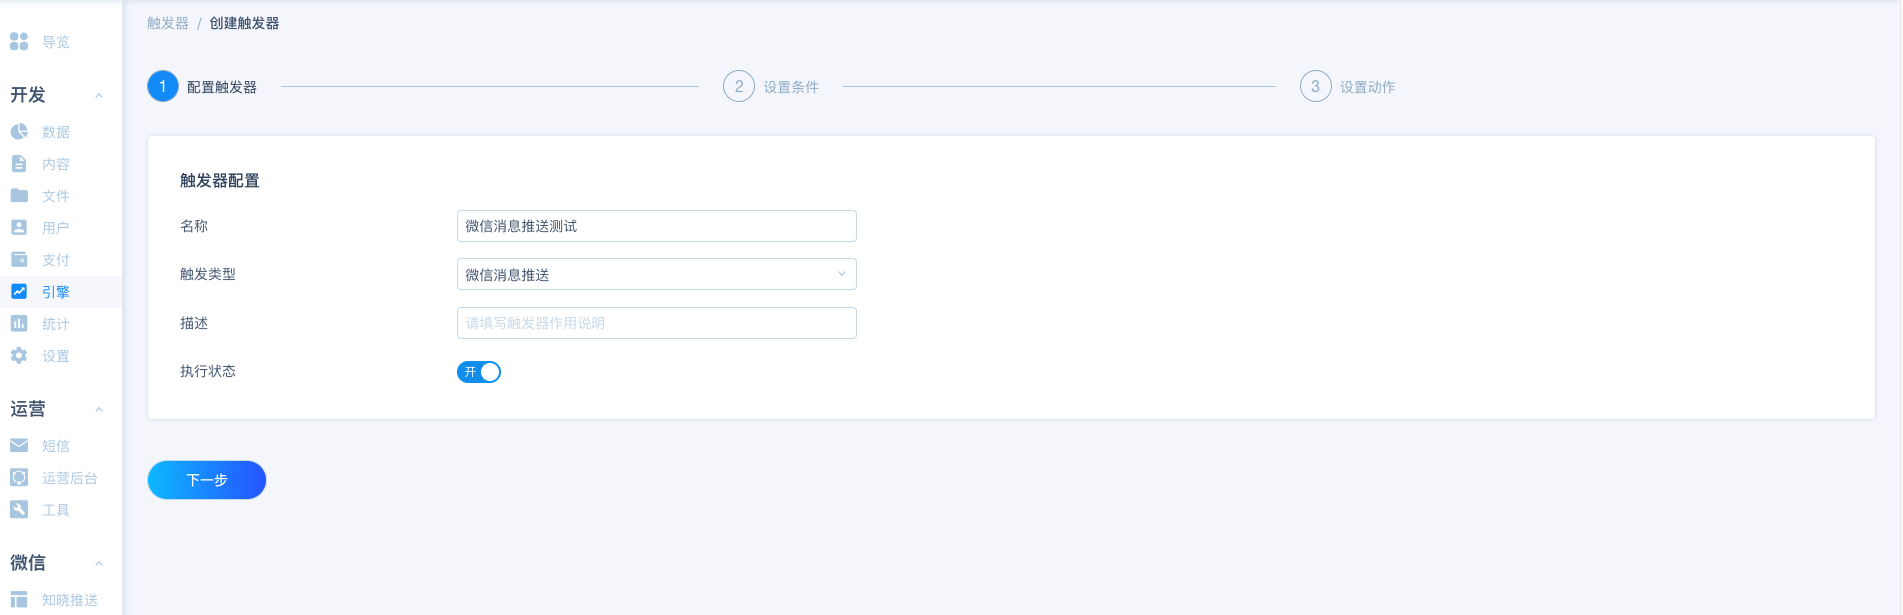 触发器 / 创建触发器
导览
开发
数据
内容
文件
用户
支付
引擎
统计
设置
运营
短信
运营后台
工具
微信
知晓推送
1 配置触发器
2 设置条件
3 设置动作
触发器配置
名称 微信消息推送测试
触发类型 微信消息推送
描述 请填写触发器作用说明
执行状态 开
下一步